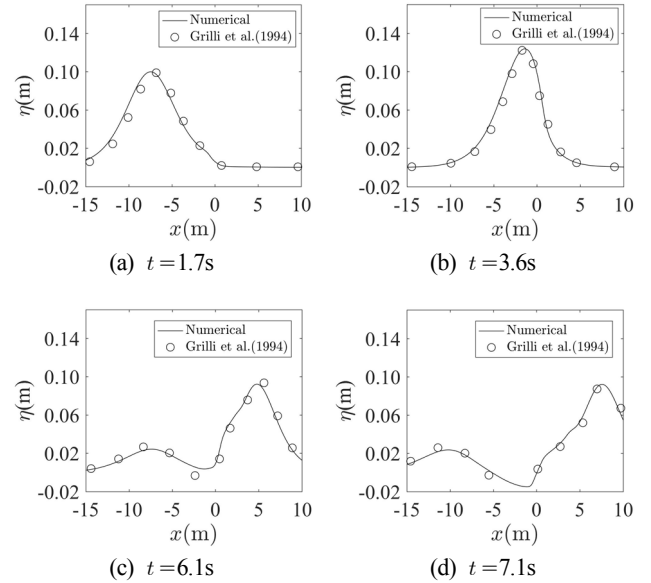 Numerical
Grilli et al.(1994)
0.14
0.10
0.06
0.02
-0.02
η(m)
-15 -10 -5 0 5 10
x(m)
(a) t=1.7s
Numerical
Grilli et al.(1994)
0.14
0.10
0.06
0.02
-0.02
η(m)
-15 -10 -5 0 5 10
x(m)
(b) t=3.6s
Numerical
Grilli et al.(1994)
0.14
0.10
0.06
0.02
-0.02
η(m)
-15 -10 -5 0 5 10
x(m)
(c) t=6.1s
Numerical
Grilli et al.(1994)
0.14
0.10
0.06
0.02
-0.02
η(m)
-15 -10 -5 0 5 10
x(m)
(d) t=7.1s